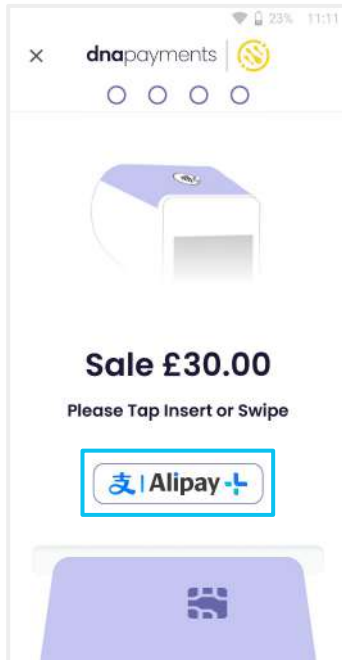 23% 11:11
× dnapayments
Sale £30.00
Please Tap Insert or Swipe
支 | Alipay+